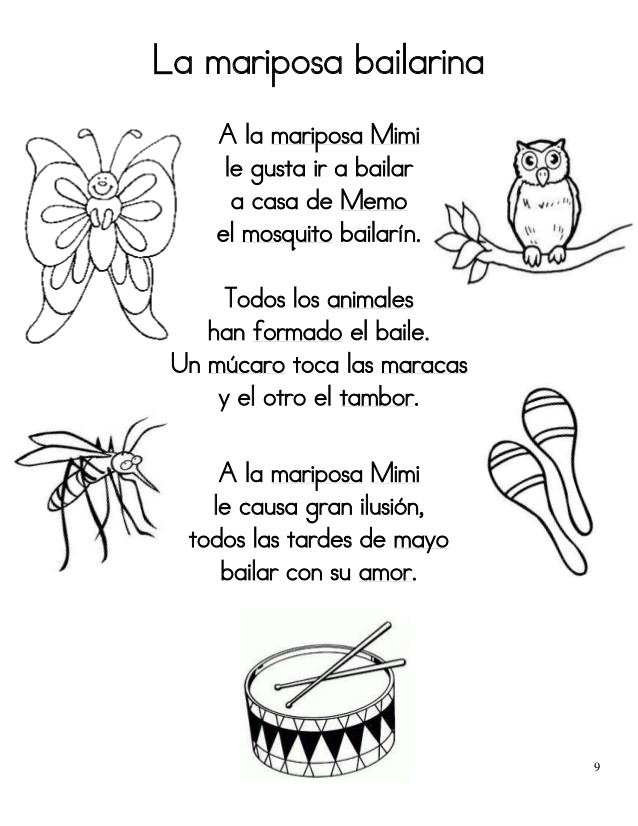 La mariposa bailarina
A la mariposa Mimi
le gusta ir a bailar
a casa de Memo
el mosquito bailarín.
Todos los animales
han formado el baile.
Un múcaro toca las maracas
y el otro el tambor.
A la mariposa Mimi
le causa gran ilusión,
todos las tardes de mayo
bailar con su amor.
9